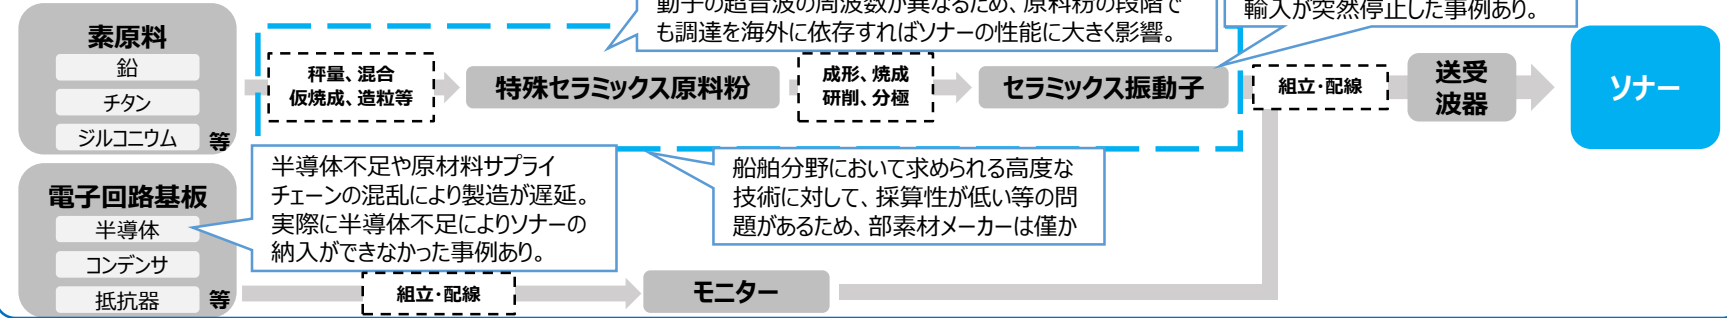 動子の超音波の周波数が異なるため、原料粉の段階で
も調達を海外に依存すればソナーの性能に大きく影響。
輸入が突然停止した事例あり。
素原料
鉛
チタン
ジルコニウム 等
秤量、混合
仮焼成、造粒等
特殊セラミックス原料粉
成形、焼成
研削、分極
セラミックス振動子
組立・配線
送受
波器
ソナー
電子回路基板
半導体
コンデンサ
抵抗器 等
半導体不足や原材料サプライ
チェーンの混乱により製造が遅延。
実際に半導体不足によりソナーの
納入ができなかった事例あり。
船舶分野において求められる高度な
技術に対して、採算性が低い等の問
題があるため、部素材メーカーは僅か
組立・配線
モニター